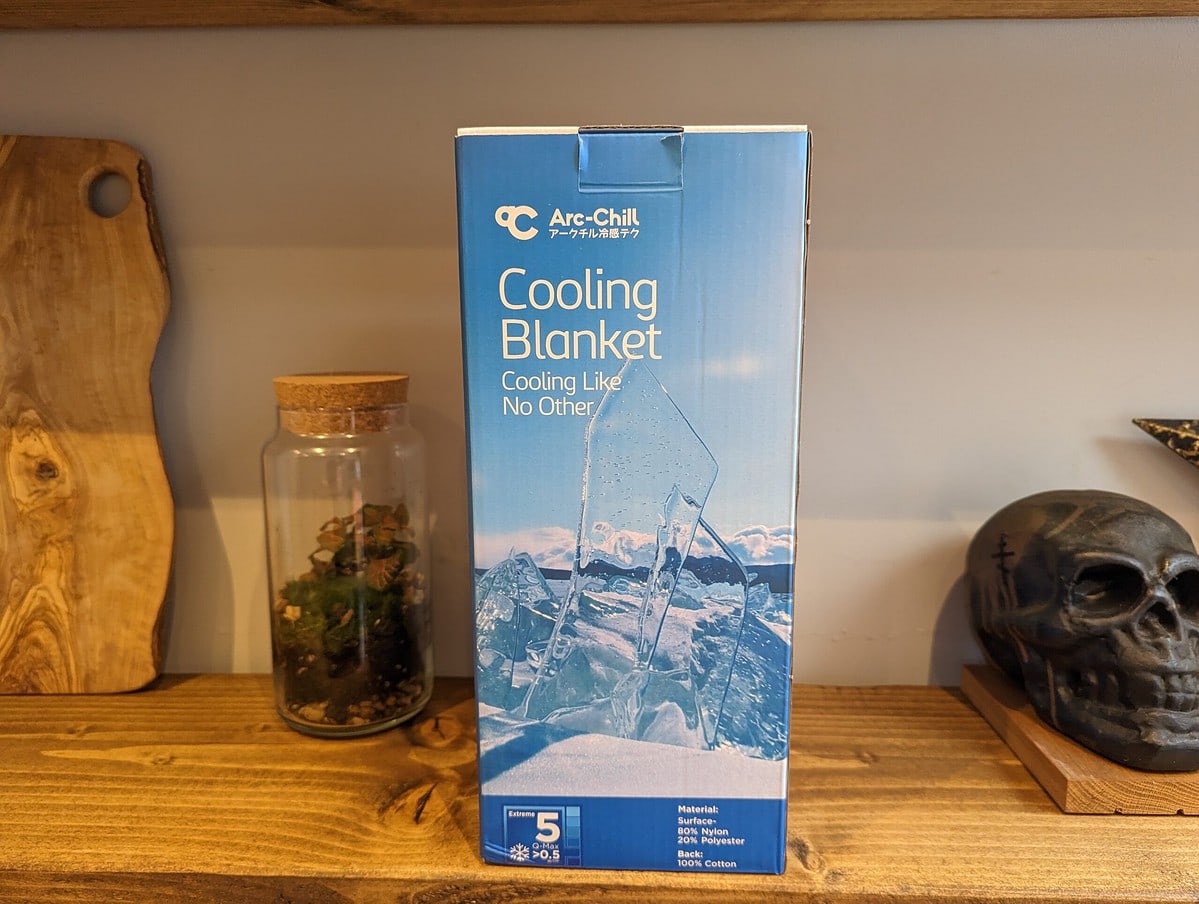 Arc-Chill
アークチル冷感テク
Cooling
Blanket
Cooling Like
No Other
Extreme
5
Q-Max
>0.5
Material:
Surface-
80% Nylon
20% Polyester
Back:
100% Cotton